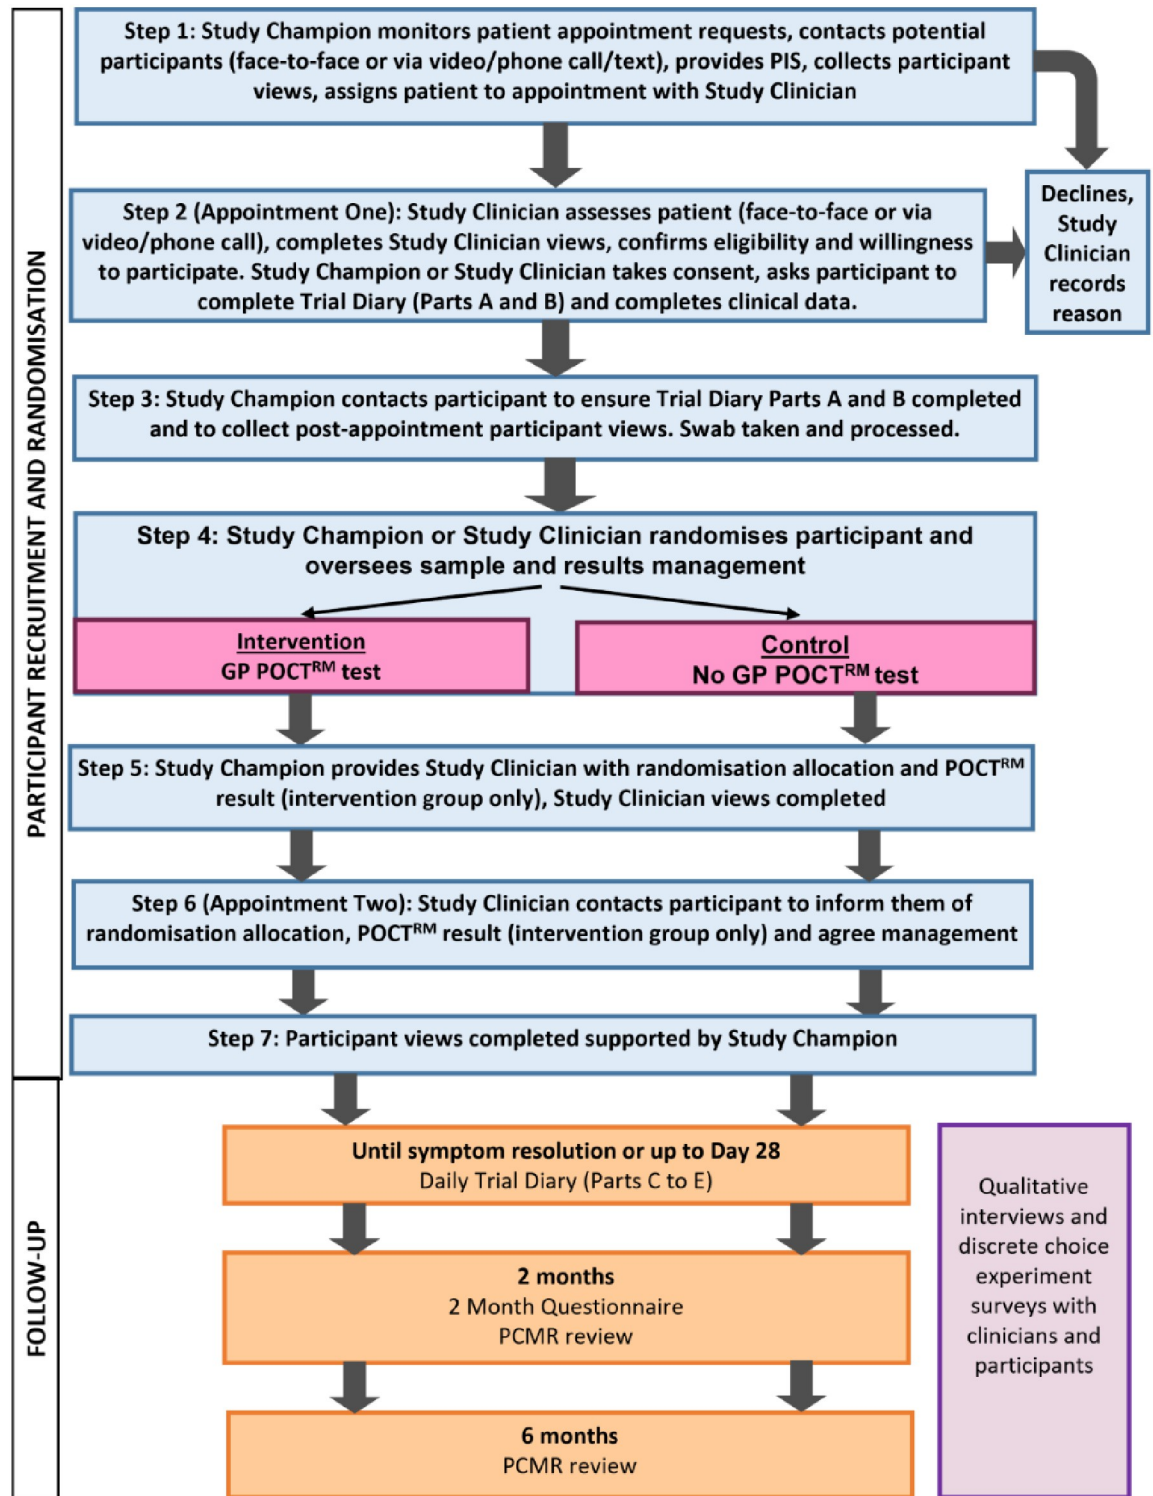 PARTICIPANT RECRUITMENT AND RANDOMISATION
Step 1: Study Champion monitors patient appointment requests, contacts potential
participants (face-to-face or via video/phone call/text), provides PIS, collects participant
views, assigns patient to appointment with Study Clinician
Step 2 (Appointment One): Study Clinician assesses patient (face-to-face or via
video/phone call), completes Study Clinician views, confirms eligibility and willingness
to participate. Study Champion or Study Clinician takes consent, asks participant to
complete Trial Diary (Parts A and B) and completes clinical data.
Declines,
Study
Clinician
records
reason
Step 3: Study Champion contacts participant to ensure Trial Diary Parts A and B completed
and to collect post-appointment participant views. Swab taken and processed.
Step 4: Study Champion or Study Clinician randomises participant and
oversees sample and results management
Intervention
GP POCTRM test
Control
No GP POCTRM test
Step 5: Study Champion provides Study Clinician with randomisation allocation and POCTRM
result (intervention group only), Study Clinician views completed
Step 6 (Appointment Two): Study Clinician contacts participant to inform them of
randomisation allocation, POCTRM result (intervention group only) and agree management
Step 7: Participant views completed supported by Study Champion
FOLLOW-UP
Until symptom resolution or up to Day 28
Daily Trial Diary (Parts C to E)
2 months
2 Month Questionnaire
PCMR review
6 months
PCMR review
Qualitative
interviews and
discrete choice
experiment
surveys with
clinicians and
participants